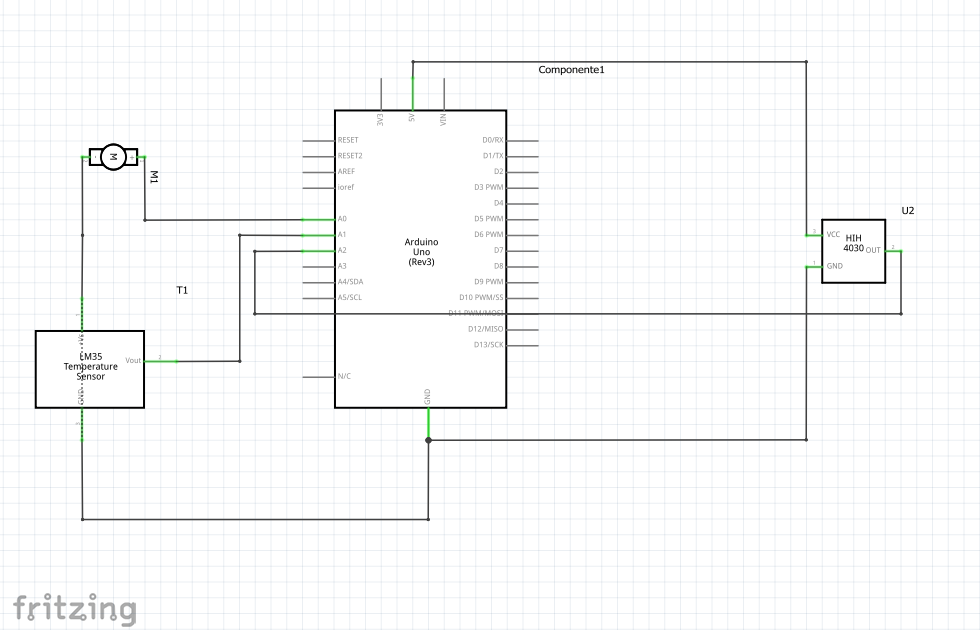 Componente1
3V3
5V
VIN
RESET
RESET2
AREF
ioref
A0
A1
A2
A3
A4/SDA
A5/SCL
N/C
Arduino
Uno
(Rev3)
D0/RX
D1/TX
D2
D3 PWM
D4
D5 PWM
D6 PWM
D7
D8
D9 PWM
D10 PWM/SS
D11 PWM/MOSI
D12/MISO
D13/SCK
GND
M
M1
T1
LM35
Temperature
Sensor
Vout
2
GND
U2
HIH
4030
VCC
OUT
GND
fritzing